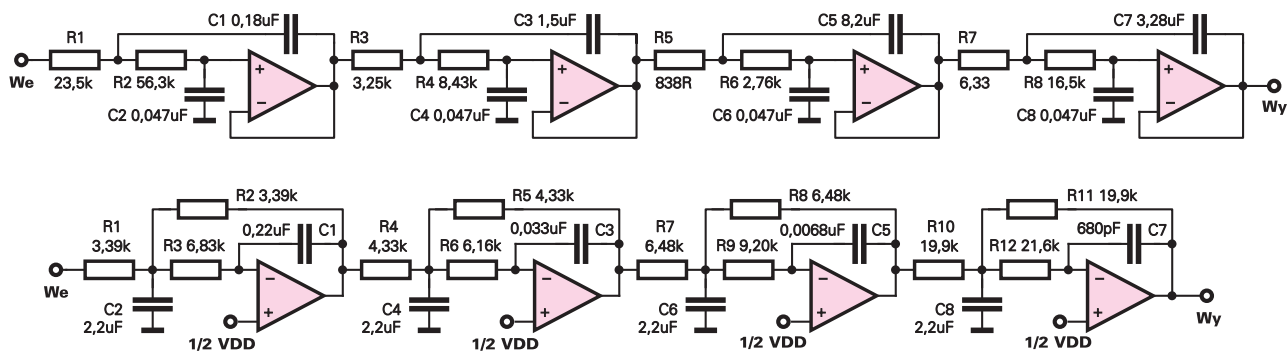 C1 0,18uF
R1
23,5k
R2 56,3k
C2 0,047uF
We
+
−
C3 1,5uF
R3
3,25k
R4 8,43k
C4 0,047uF
+
−
C5 8,2uF
R5
838R
R6 2,76k
C6 0,047uF
+
−
C7 3,28uF
R7
6,33
R8 16,5k
C8 0,047uF
+
−
Wy
R2 3,39k
R1
3,39k
R3 6,83k
0,22uF C1
We
C2
2,2uF
−
+
1/2 VDD
R5 4,33k
R4
4,33k
R6 6,16k
0,033uF C3
C4
2,2uF
−
+
1/2 VDD
R8 6,48k
R7
6,48k
R9 9,20k
0,0068uF C5
C6
2,2uF
−
+
1/2 VDD
R11 19,9k
R10
19,9k
R12 21,6k
680pF C7
C8
2,2uF
−
+
1/2 VDD
Wy